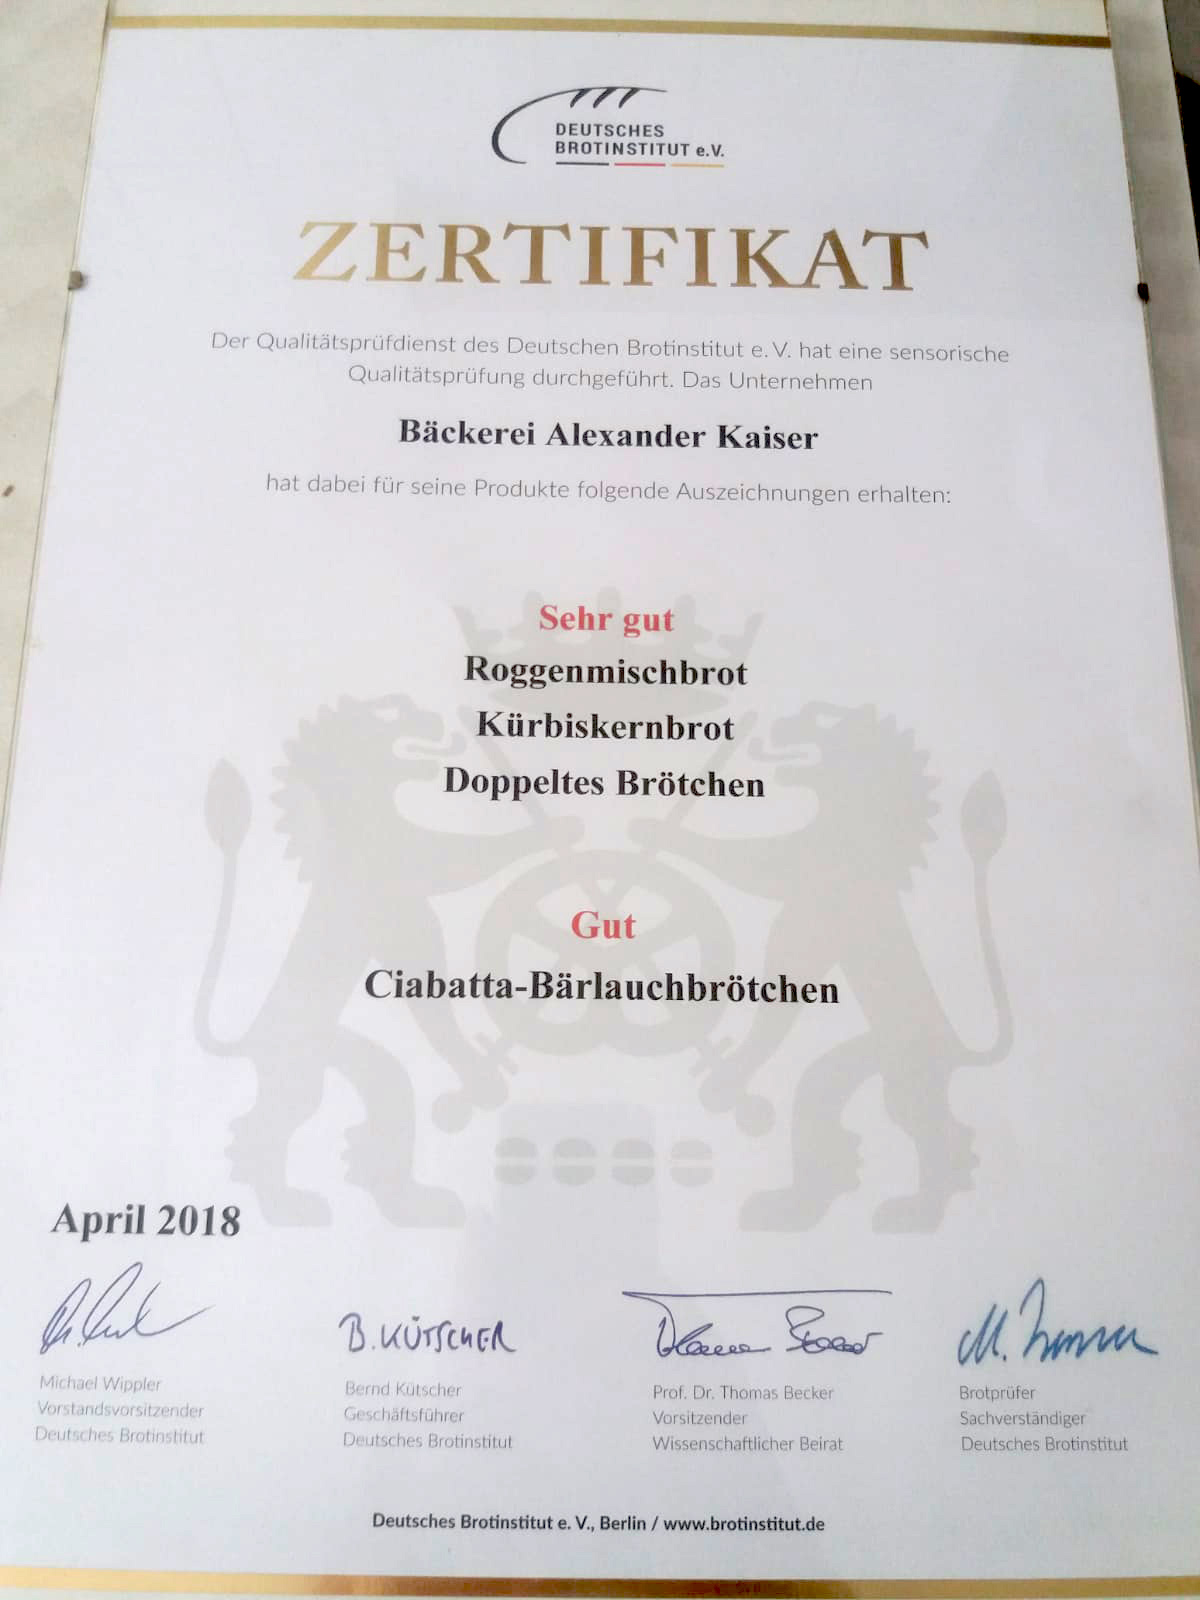 DEUTSCHES
BROTINSTITUT e.V.
ZERTIFIKAT
Der Qualitätsprüfdienst des Deutschen Brotinstitut e. V. hat eine sensorische
Qualitätsprüfung durchgeführt. Das Unternehmen
Bäckerei Alexander Kaiser
hat dabei für seine Produkte folgende Auszeichnungen erhalten:
Sehr gut
Roggenmischbrot
Kürbiskernbrot
Doppeltes Brötchen
Gut
Ciabatta-Bärlauchbrötchen
April 2018
B. KÜTSCHER
Michael Wippler
Vorstandsvorsitzender
Deutsches Brotinstitut
Bernd Kütscher
Geschäftsführer
Deutsches Brotinstitut
Prof. Dr. Thomas Becker
Vorsitzender
Wissenschaftlicher Beirat
Brotprüfer
Sachverständiger
Deutsches Brotinstitut
Deutsches Brotinstitut e. V., Berlin / www.brotinstitut.de